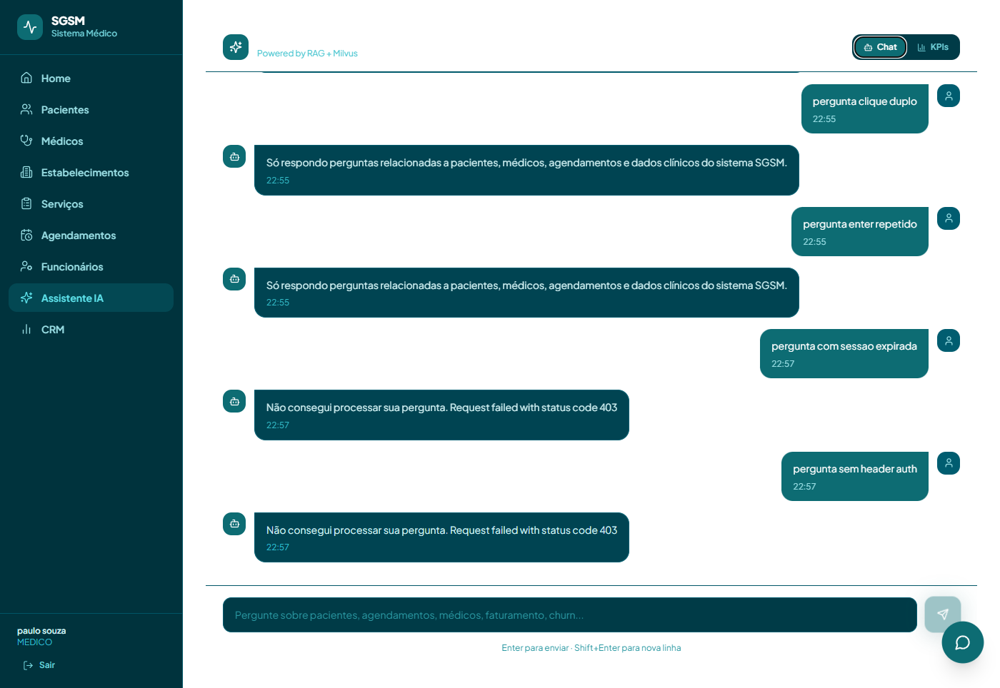 SGSM
Sistema Médico
Home
Pacientes
Médicos
Estabelecimentos
Serviços
Agendamentos
Funcionários
Assistente IA
CRM
paulo souza
MEDICO
Sair
Powered by RAG + Milvus
Chat
KPIs
pergunta clique duplo
22:55
Só respondo perguntas relacionadas a pacientes, médicos, agendamentos e dados clínicos do sistema SGSM.
22:55
pergunta enter repetido
22:55
Só respondo perguntas relacionadas a pacientes, médicos, agendamentos e dados clínicos do sistema SGSM.
22:55
pergunta com sessao expirada
22:57
Não consegui processar sua pergunta. Request failed with status code 403
22:57
pergunta sem header auth
22:57
Não consegui processar sua pergunta. Request failed with status code 403
22:57
Pergunte sobre pacientes, agendamentos, médicos, faturamento, churn...
Enter para enviar · Shift+Enter para nova linha